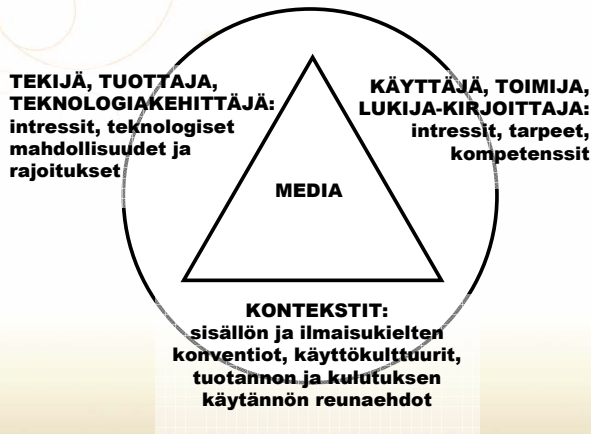 TEKIJÄ, TUOTTAJA,
TEKNOLOGIAKEHITTÄJÄ:
intressit, teknologiset
mahdollisuudet ja
rajoitukset
KÄYTTÄJÄ, TOIMIJA,
LUKIJA-KIRJOITTAJA:
intressit, tarpeet,
kompetenssit
MEDIA
KONTEKSTIT:
sisällön ja ilmaisukielten
konventiot, käyttökulttuurit,
tuotannon ja kulutuksen
käytännön reunaehdot